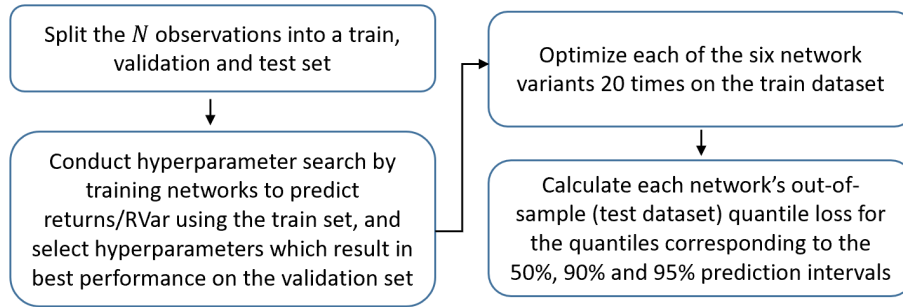 Split the N observations into a train,
validation and test set
Conduct hyperparameter search by
training networks to predict
returns/RVar using the train set, and
select hyperparameters which result in
best performance on the validation set
Optimize each of the six network
variants 20 times on the train dataset
Calculate each network's out-of-
sample (test dataset) quantile loss for
the quantiles corresponding to the
50%, 90% and 95% prediction intervals